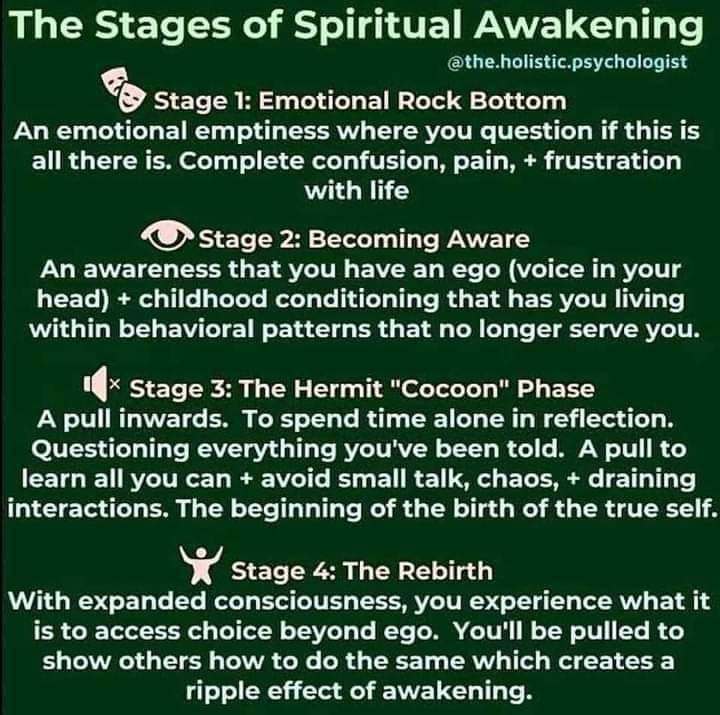 The Stages of Spiritual Awakening
@the.holistic.psychologist
Stage 1: Emotional Rock Bottom
An emotional emptiness where you question if this is
all there is. Complete confusion, pain, + frustration
with life
Stage 2: Becoming Aware
An awareness that you have an ego (voice in your
head) + childhood conditioning that has you living
within behavioral patterns that no longer serve you.
Stage 3: The Hermit "Cocoon" Phase
A pull inwards. To spend time alone in reflection.
Questioning everything you've been told. A pull to
learn all you can + avoid small talk, chaos, + draining
interactions. The beginning of the birth of the true self.
Stage 4: The Rebirth
With expanded consciousness, you experience what it
is to access choice beyond ego. You'll be pulled to
show others how to do the same which creates a
ripple effect of awakening.